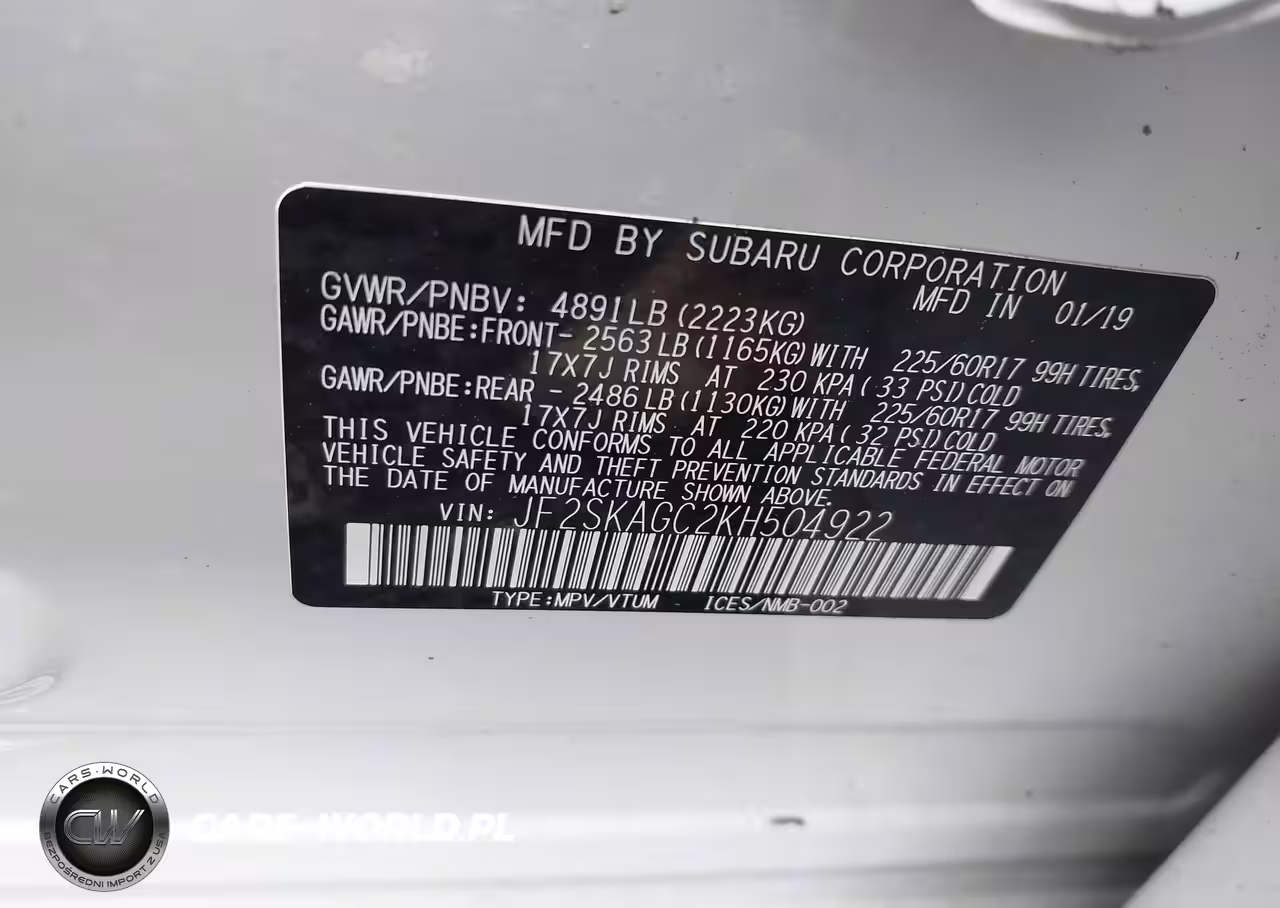 MFD BY SUBARU CORPORATION
MFD IN 01/19
GVWR/PNBV: 4891LB (2223KG)
GAWR/PNBE:FRONT- 2563LB (1165KG) WITH 225/60R17 99H TIRES,
17X7J RIMS AT 230 KPA ( 33 PSI) COLD
GAWR/PNBE:REAR - 2486LB (1130KG) WITH 225/60R17 99H TIRES,
17X7J RIMS AT 220 KPA ( 32 PSI) COLD
THIS VEHICLE CONFORMS TO ALL APPLICABLE FEDERAL MOTOR
VEHICLE SAFETY AND THEFT PREVENTION STANDARDS IN EFFECT ON
THE DATE OF MANUFACTURE SHOWN ABOVE.
VIN: JF2SKAGC2KH504922
TYPE:MPV/VTUM - ICES/NMB-002
CARS-WORLD
CW
BEZPOŚREDNI IMPORT Z USA
CARS-WORLD.PL